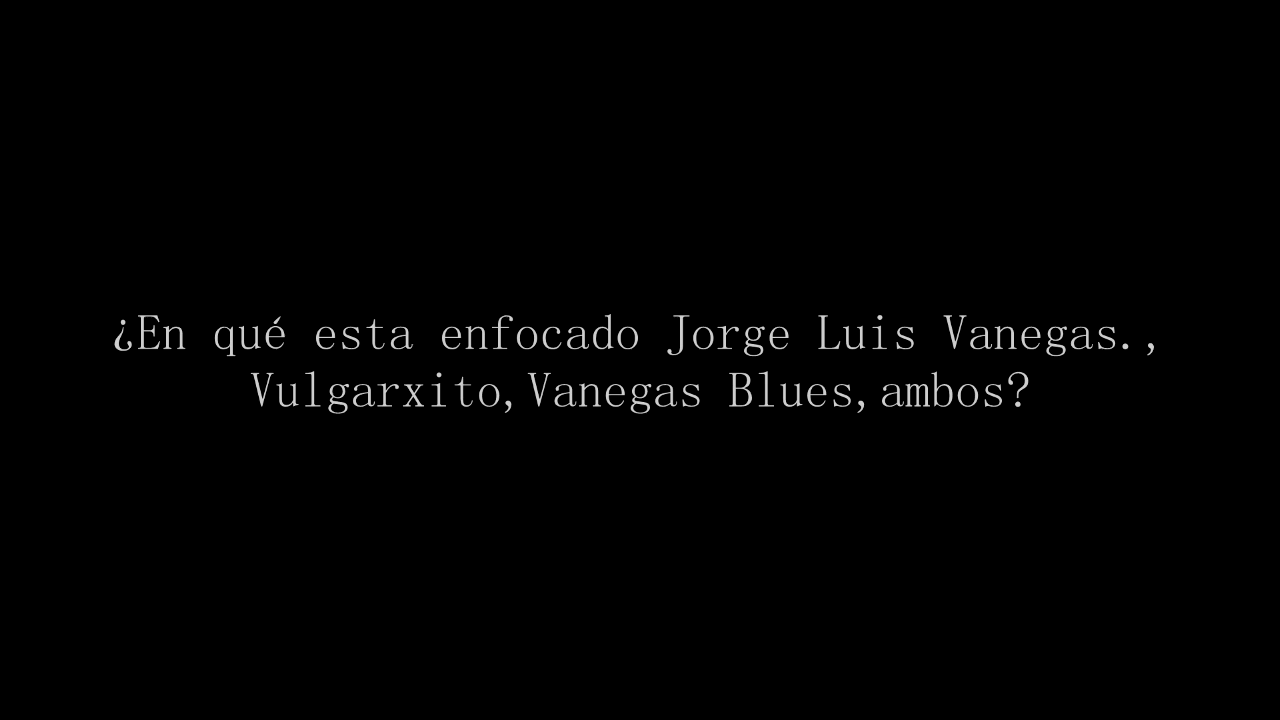 ¿En qué esta enfocado Jorge Luis Vanegas.,
Vulgarxito,Vanegas Blues,ambos?